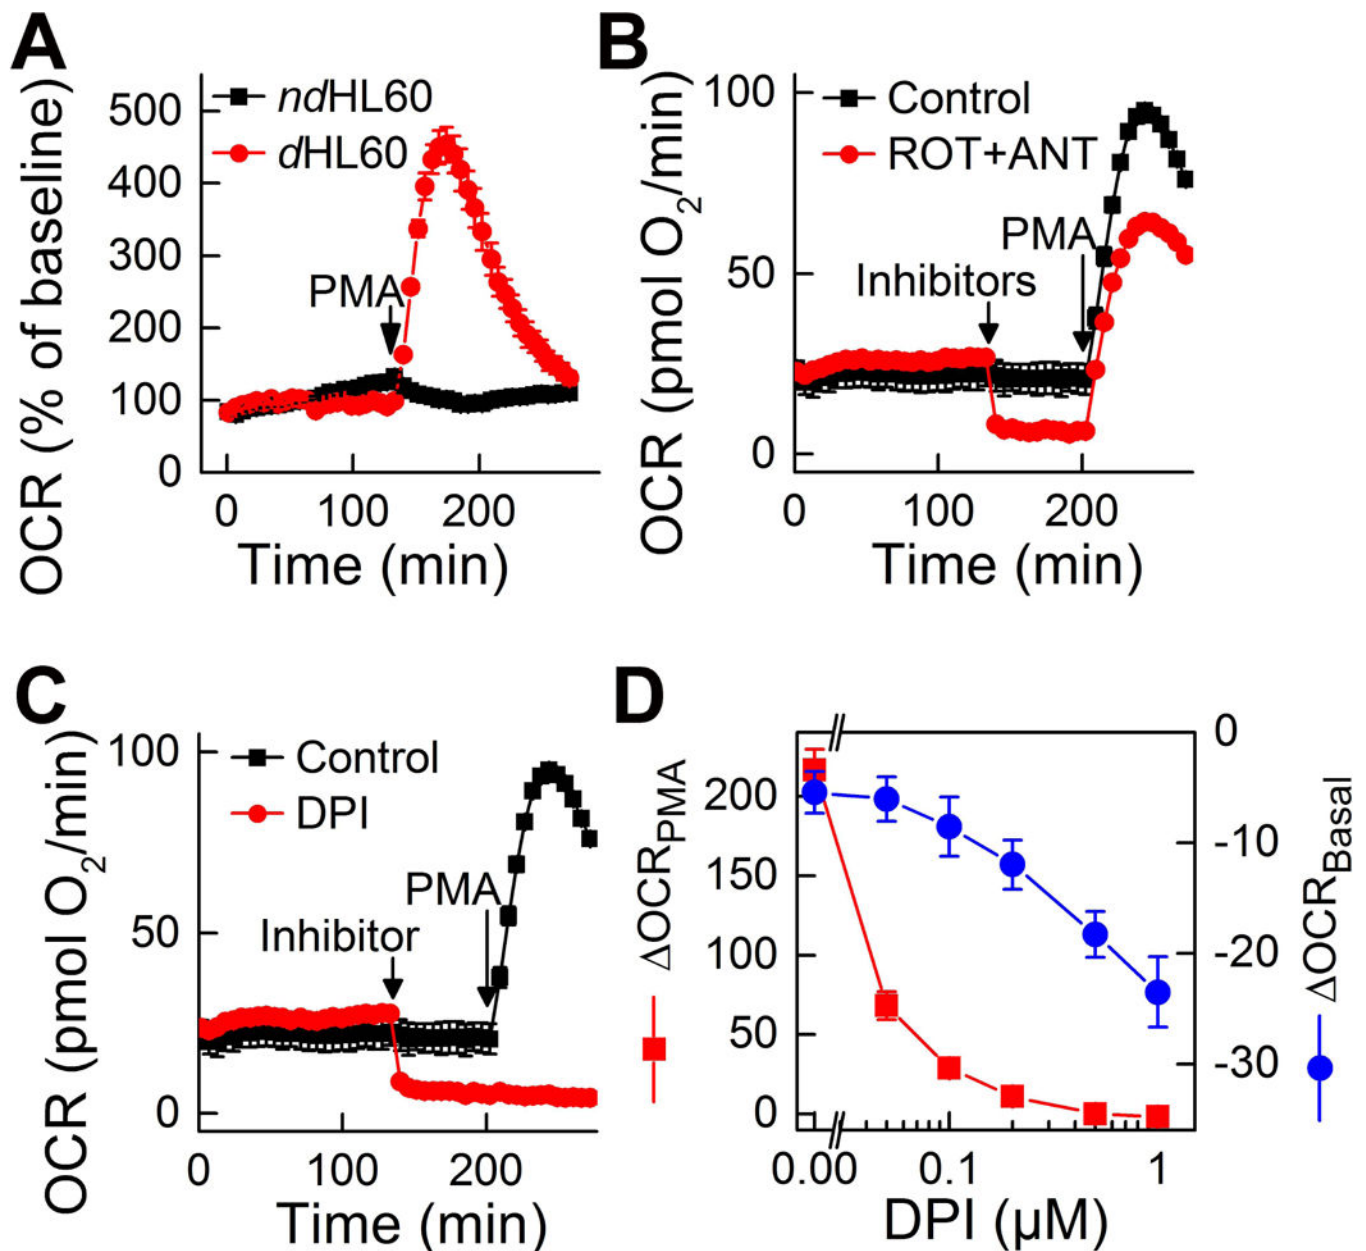 A
OCR (% of baseline)
500
400
300
200
100
0
ndHL60
dHL60
PMA
0
100
200
Time (min)
B
OCR (pmol O₂/min)
100
50
0
Control
ROT+ANT
PMA
Inhibitors
0
100
200
Time (min)
C
OCR (pmol O₂/min)
100
50
0
Control
DPI
PMA
Inhibitor
0
100
200
Time (min)
D
ΔOCRPMA
200
150
100
50
0
0
-10
-20
-30
ΔOCRBasal
0.00
0.1
1
DPI (µM)